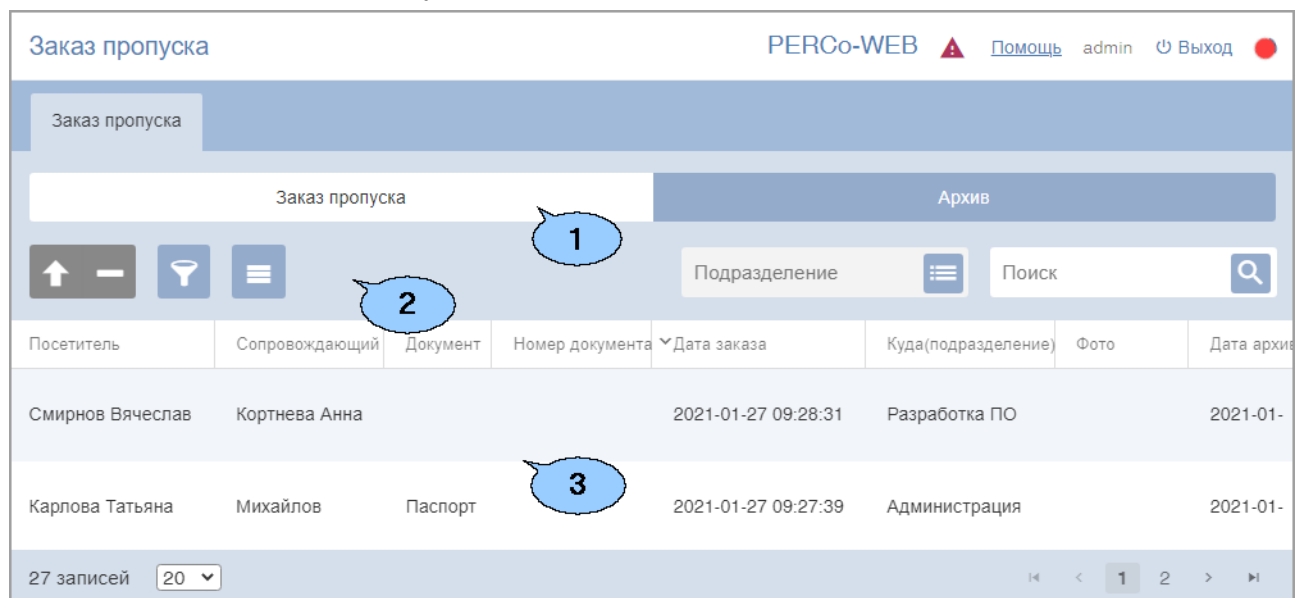 Заказ пропуска PERCo-WEB Помощь admin Выход
Заказ пропуска
Заказ пропуска Архив
1
Подразделение Поиск
2
Посетитель Сопровождающий Документ Номер документа Дата заказа Куда(подразделение) Фото Дата архив
Смирнов Вячеслав Кортнева Анна 2021-01-27 09:28:31 Разработка ПО 2021-01-
3
Карлова Татьяна Михайлов Паспорт 2021-01-27 09:27:39 Администрация 2021-01-
27 записей 20 1 2